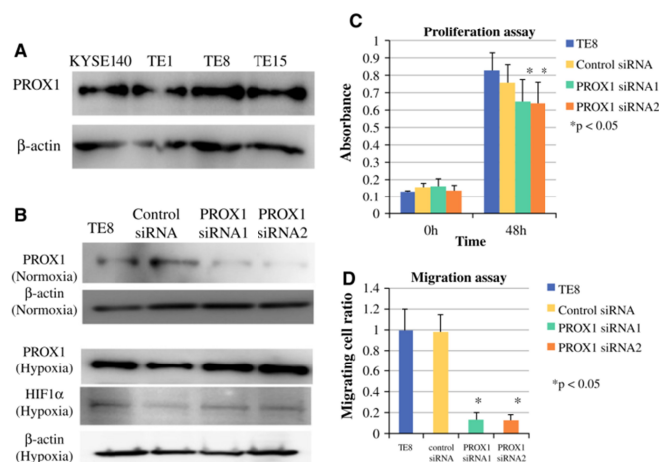 A
KYSE140 TE1 TE8 TE15
PROX1
β-actin
B
TE8 Control siRNA PROX1 siRNA1 PROX1 siRNA2
PROX1
(Normoxia)
β-actin
(Normoxia)
PROX1
(Hypoxia)
HIF1α
(Hypoxia)
β-actin
(Hypoxia)
C
Proliferation assay
Absorbance
1
0.9
0.8
0.7
0.6
0.5
0.4
0.3
0.2
0.1
0
* *
0h 48h
Time
TE8
Control siRNA
PROX1 siRNA1
PROX1 siRNA2
*p < 0.05
D
Migration assay
Migrating cell ratio
1.4
1.2
1
0.8
0.6
0.4
0.2
0
* *
TE8 control siRNA PROX1 siRNA1 PROX1 siRNA2
TE8
Control siRNA
PROX1 siRNA1
PROX1 siRNA2
*p < 0.05